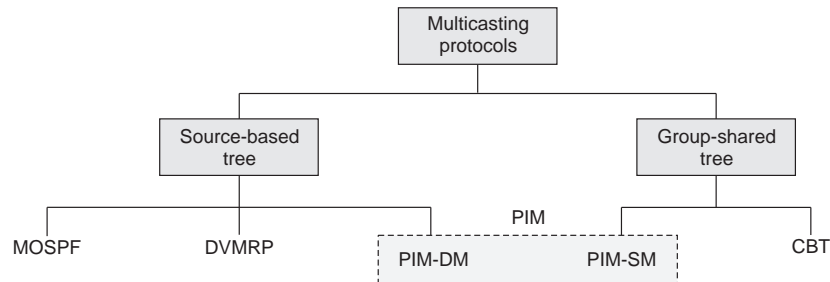 Multicasting
protocols
Source-based
tree
Group-shared
tree
PIM
MOSPF
DVMRP
PIM-DM
PIM-SM
CBT